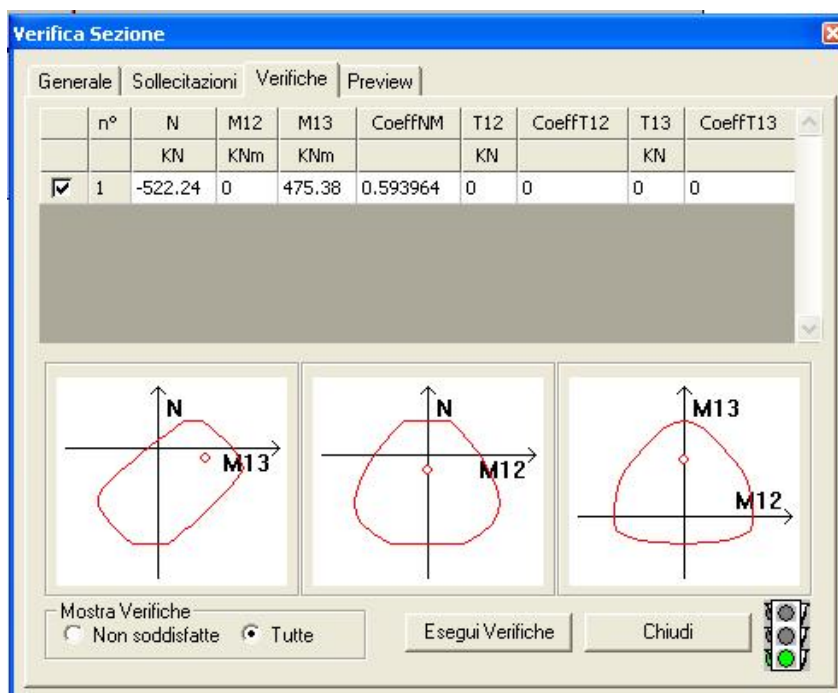 Verifica Sezione
Generale Sollecitazioni Verifiche Preview
n° N M12 M13 CoeffNM T12 CoeffT12 T13 CoeffT13
KN KNm KNm KN KN
1 -522.24 0 475.38 0.593964 0 0 0 0
N M13
N M12
M13 M12
Mostra Verifiche
Non soddisfatte Tutte Esegui Verifiche Chiudi